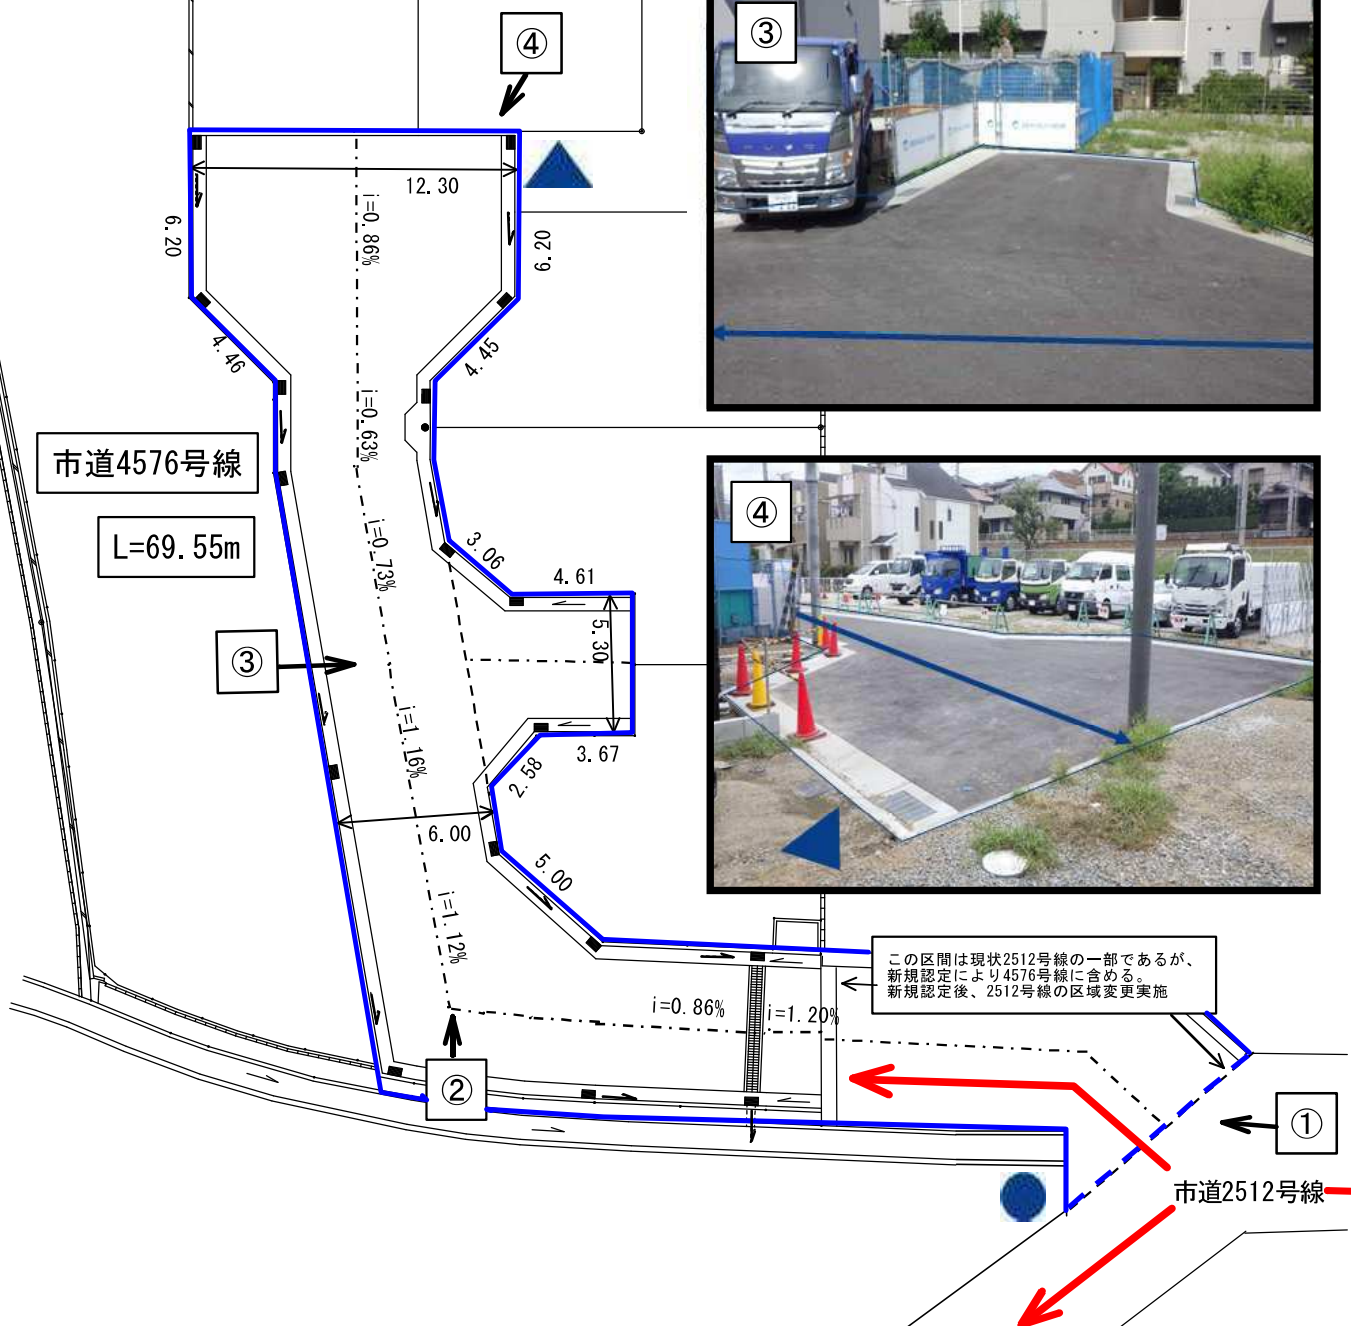 ④
③
12.30
6.20
i=0.86%
6.20
4.46
4.45
i=0.63%
市道4576号線
④
L=69.55m
i=0.73%
3.06
4.61
5.30
③
i=1.16%
3.67
2.58
6.00
5.00
i=1.12%
この区間は現状2512号線の一部であるが、
新規認定により4576号線に含める。
新規認定後、2512号線の区域変更実施
i=0.86%
i=1.20%
②
①
市道2512号線